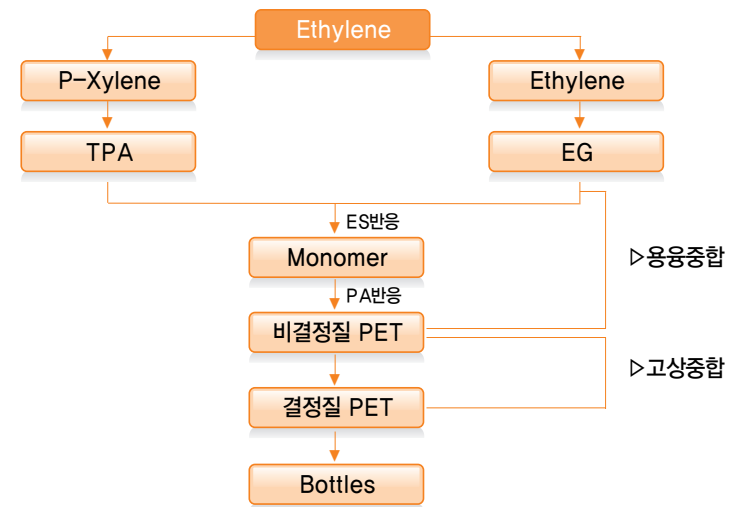 Ethylene
P-Xylene
Ethylene
TPA
EG
ES반응
Monomer
▷용융중합
PA반응
비결정질 PET
▷고상중합
결정질 PET
Bottles